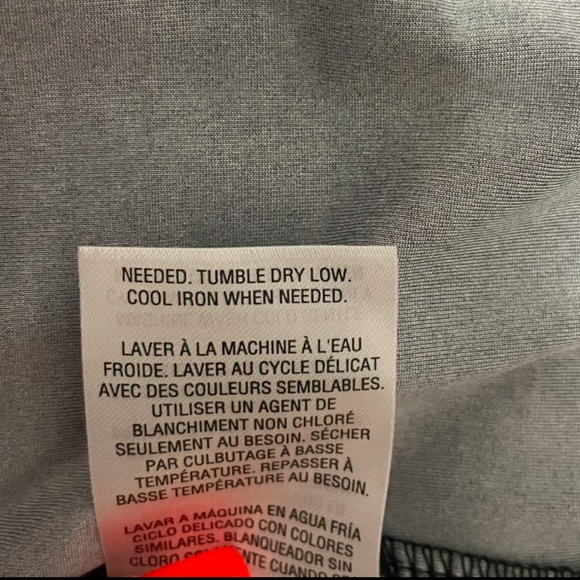 NEEDED. TUMBLE DRY LOW.
COOL IRON WHEN NEEDED.
LAVER À LA MACHINE À L'EAU
FROIDE. LAVER AU CYCLE DÉLICAT
AVEC DES COULEURS SEMBLABLES.
UTILISER UN AGENT DE
BLANCHIMENT NON CHLORÉ
SEULEMENT AU BESOIN. SÉCHER
PAR CULBUTAGE À BASSE
TEMPÉRATURE. REPASSER À
BASSE TEMPÉRATURE AU BESOIN.
LAVAR A MÁQUINA EN AGUA FRÍA
CICLO DELICADO CON COLORES
SIMILARES. BLANQUEADOR SIN
CLORO CUANDO